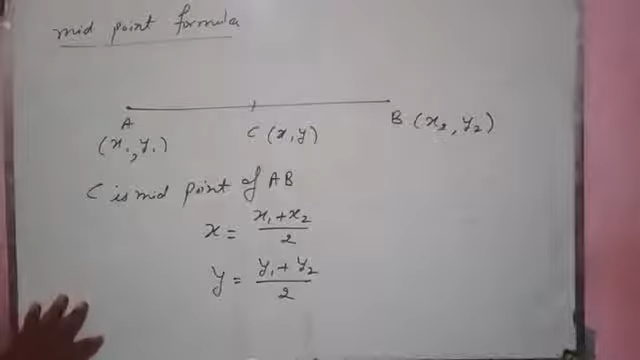 mid point formula
A
B (x₂, y₂)
(x₁, y₁)
C (x, y)
C is mid point of AB
x = x₁ + x₂ / 2
y = y₁ + y₂ / 2